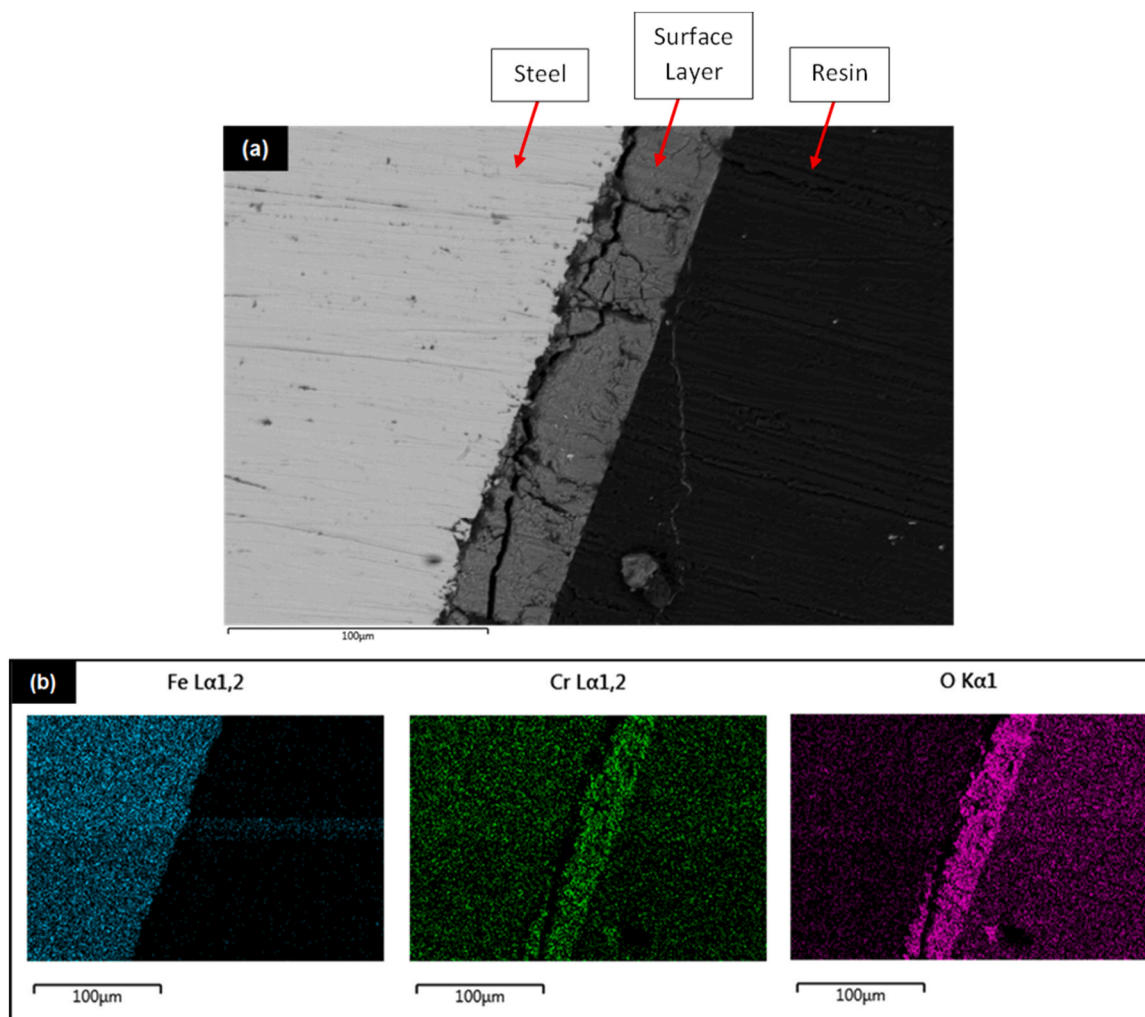 Steel
Surface
Layer
Resin
(a)
100µm
(b)
Fe Lα1,2
Cr Lα1,2
O Kα1
100µm
100µm
100µm